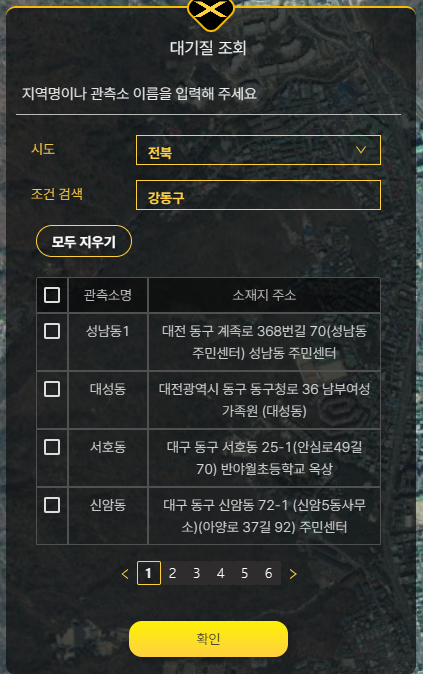 대기질 조회
지역명이나 관측소 이름을 입력해 주세요
시도
전북
조건 검색
강동구
모두 지우기
관측소명 소재지 주소
성남동1 대전 동구 계족로 368번길 70(성남동
주민센터) 성남동 주민센터
대성동 대전광역시 동구 동구청로 36 남부여성
가족원 (대성동)
서호동 대구 동구 서호동 25-1(안심로49길
70) 반야월초등학교 옥상
신암동 대구 동구 신암동 72-1 (신암5동사무
소)(아양로 37길 92) 주민센터
< 1 2 3 4 5 6 >
확인